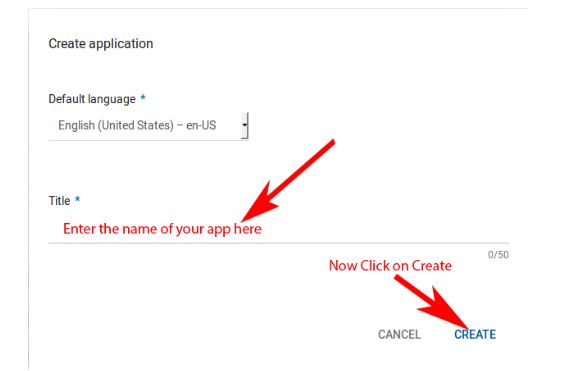 Create application
Default language *
English (United States) – en-US
Title *
Enter the name of your app here
0/50
Now Click on Create
CANCEL CREATE